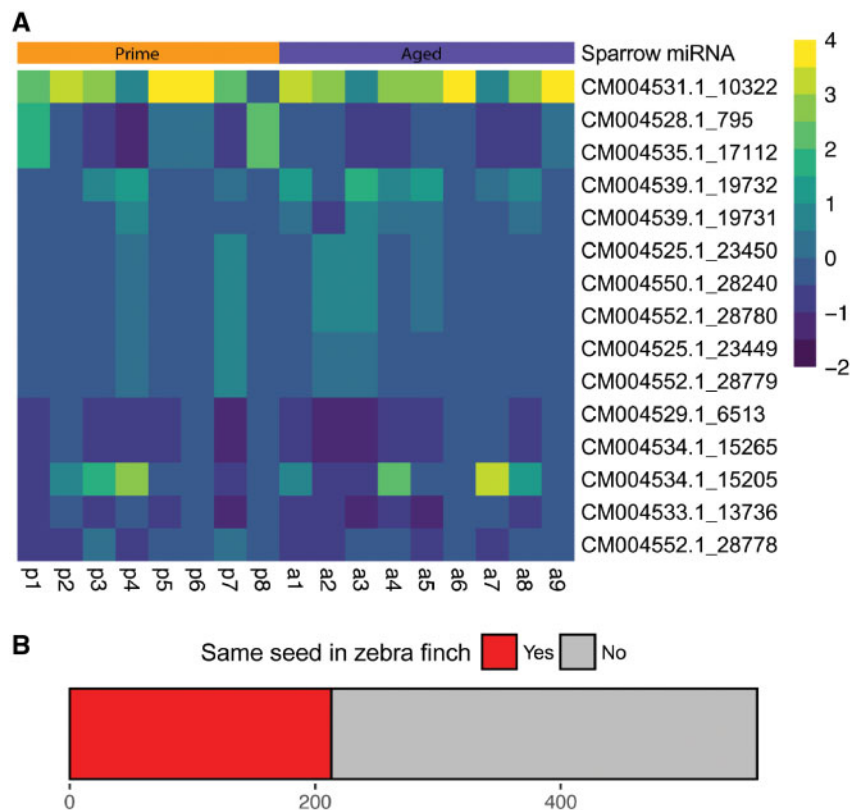 A
Prime Aged Sparrow miRNA
CM004531.1_10322
CM004528.1_795
CM004535.1_17112
CM004539.1_19732
CM004539.1_19731
CM004525.1_23450
CM004550.1_28240
CM004552.1_28780
CM004525.1_23449
CM004552.1_28779
CM004529.1_6513
CM004534.1_15265
CM004534.1_15205
CM004533.1_13736
CM004552.1_28778
4
3
2
1
0
−1
−2
p1 p2 p3 p4 p5 p6 p7 p8 a1 a2 a3 a4 a5 a6 a7 a8 a9
B
Same seed in zebra finch Yes No
0 200 400